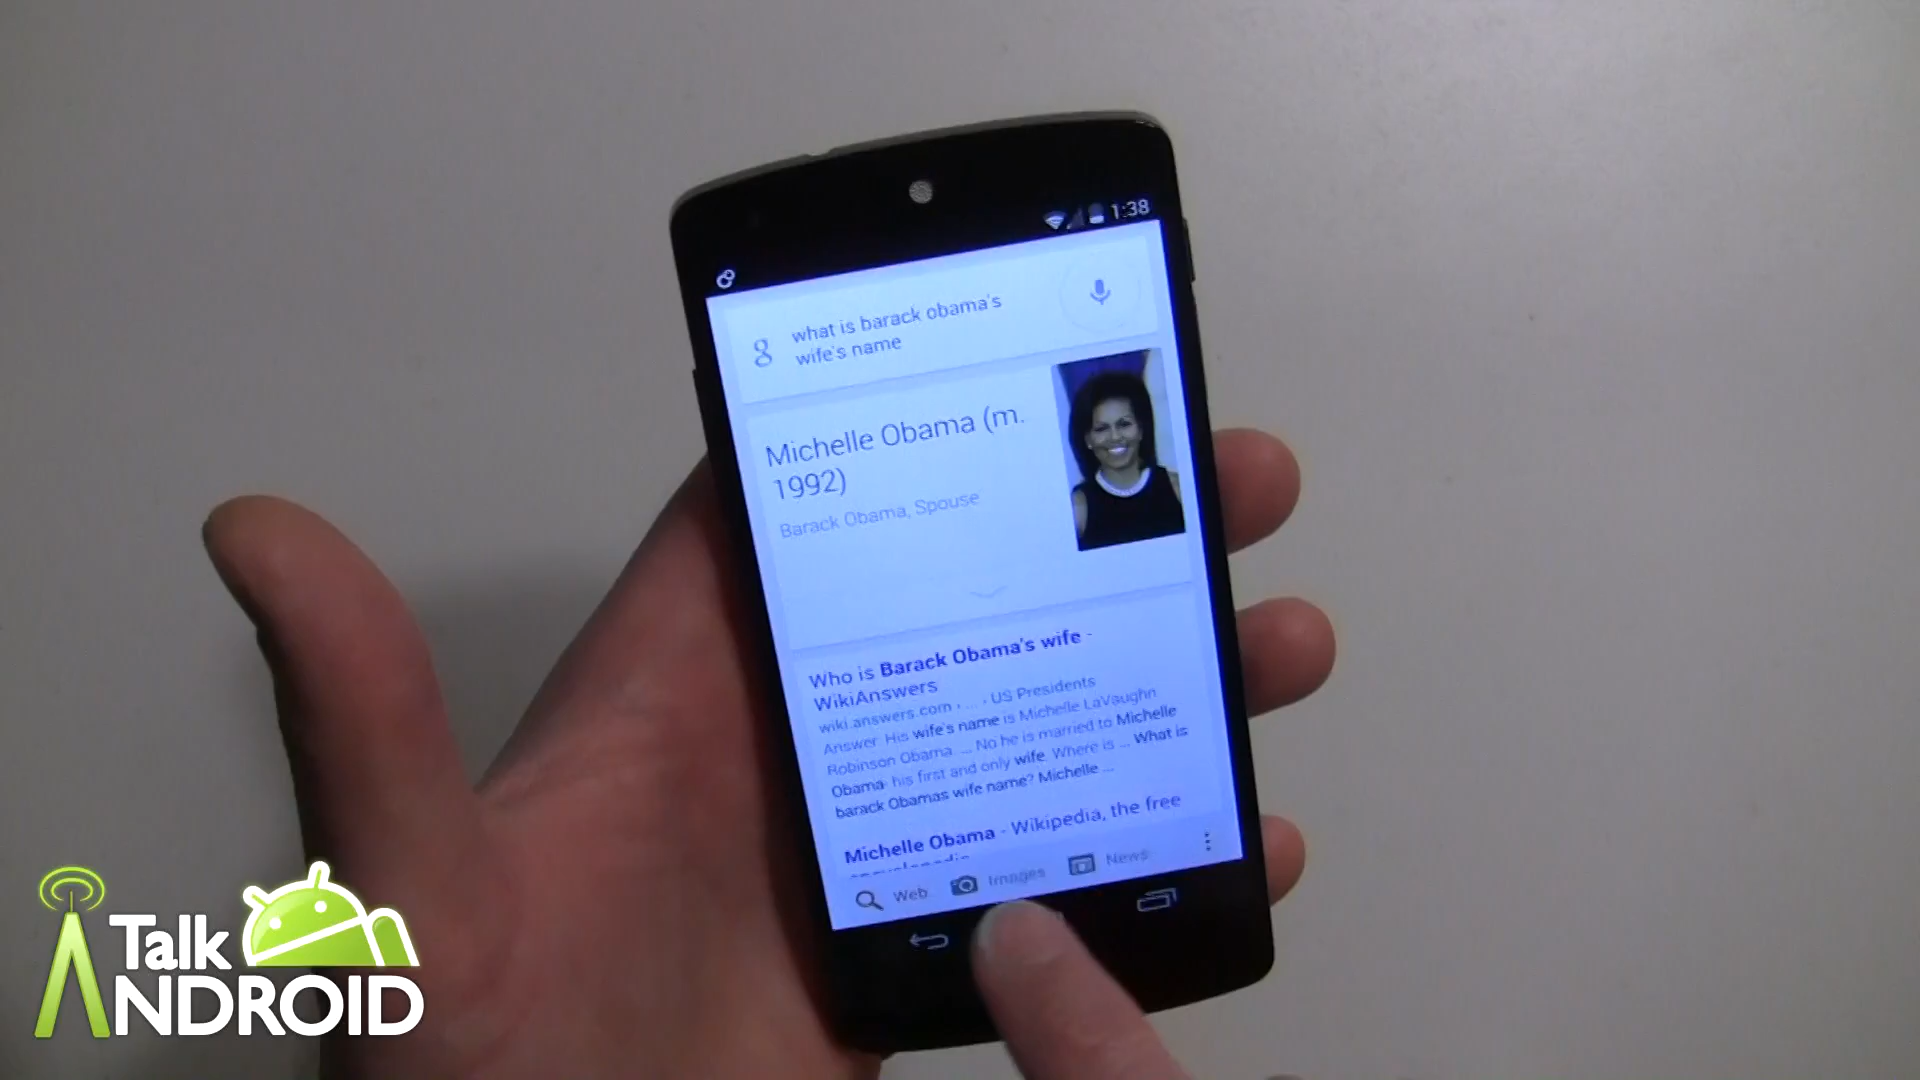 1:38
what is barack obama's
wife's name
Michelle Obama (m.
1992)
Barack Obama, Spouse
Who is Barack Obama's wife -
WikiAnswers
wiki.answers.com › ... › US Presidents
Answer. His wife's name is Michelle LaVaughn
Robinson Obama. ... No he is married to Michelle
Obama- his first and only wife. Where is ... What is
barack Obamas wife name? Michelle ...
Michelle Obama - Wikipedia, the free
Web Images News
Talk
ANDROID